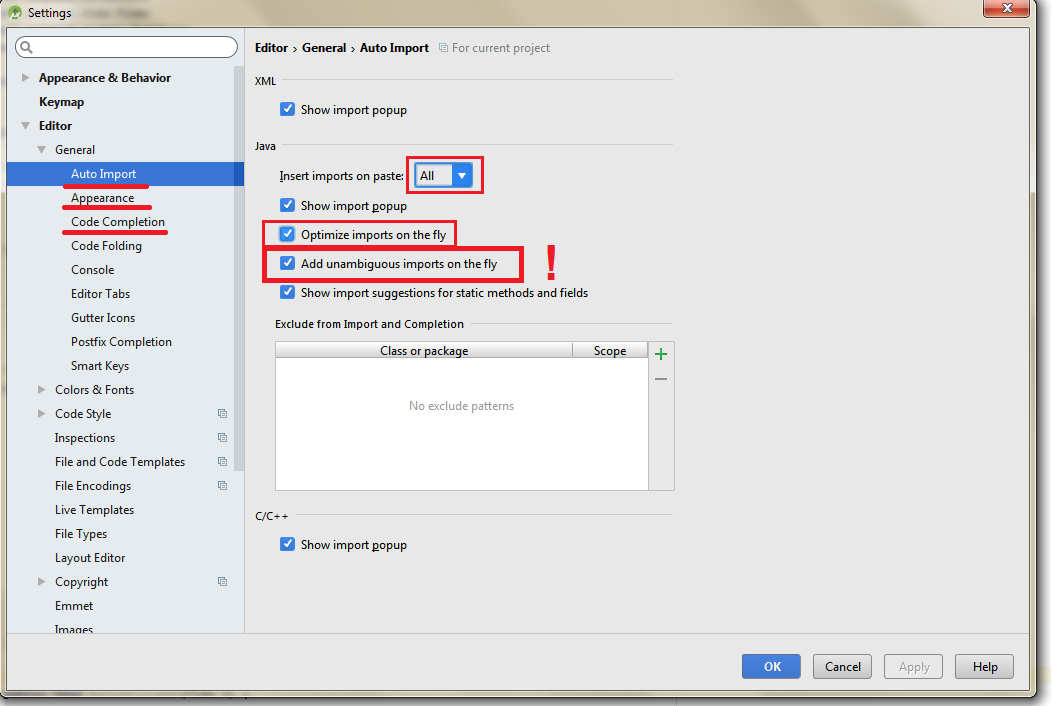 Settings
Editor › General › Auto Import For current project
Appearance & Behavior
Keymap
Editor
General
Auto Import
Appearance
Code Completion
Code Folding
Console
Editor Tabs
Gutter Icons
Postfix Completion
Smart Keys
Colors & Fonts
Code Style
Inspections
File and Code Templates
File Encodings
Live Templates
File Types
Layout Editor
Copyright
Emmet
Images
XML
Show import popup
Java
Insert imports on paste: All
Show import popup
Optimize imports on the fly
Add unambiguous imports on the fly !
Show import suggestions for static methods and fields
Exclude from Import and Completion
Class or package Scope
No exclude patterns
C/C++
Show import popup
OK Cancel Apply Help